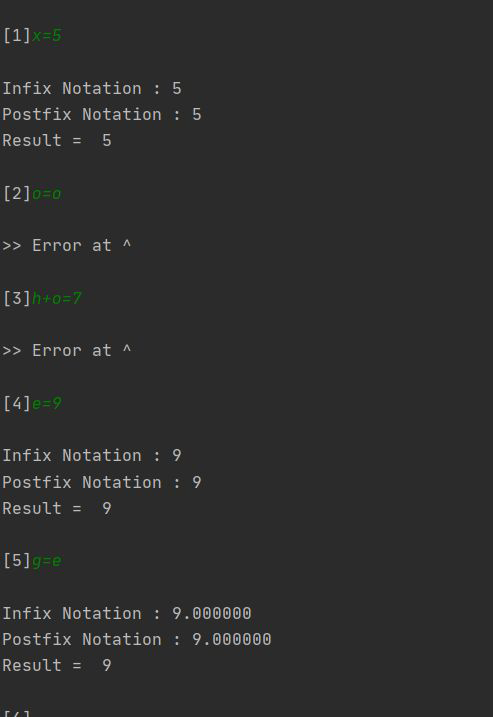 [1]x=5
Infix Notation : 5
Postfix Notation : 5
Result =  5
[2]o=o
>> Error at ^
[3]h+o=7
>> Error at ^
[4]e=9
Infix Notation : 9
Postfix Notation : 9
Result =  9
[5]g=e
Infix Notation : 9.000000
Postfix Notation : 9.000000
Result =  9